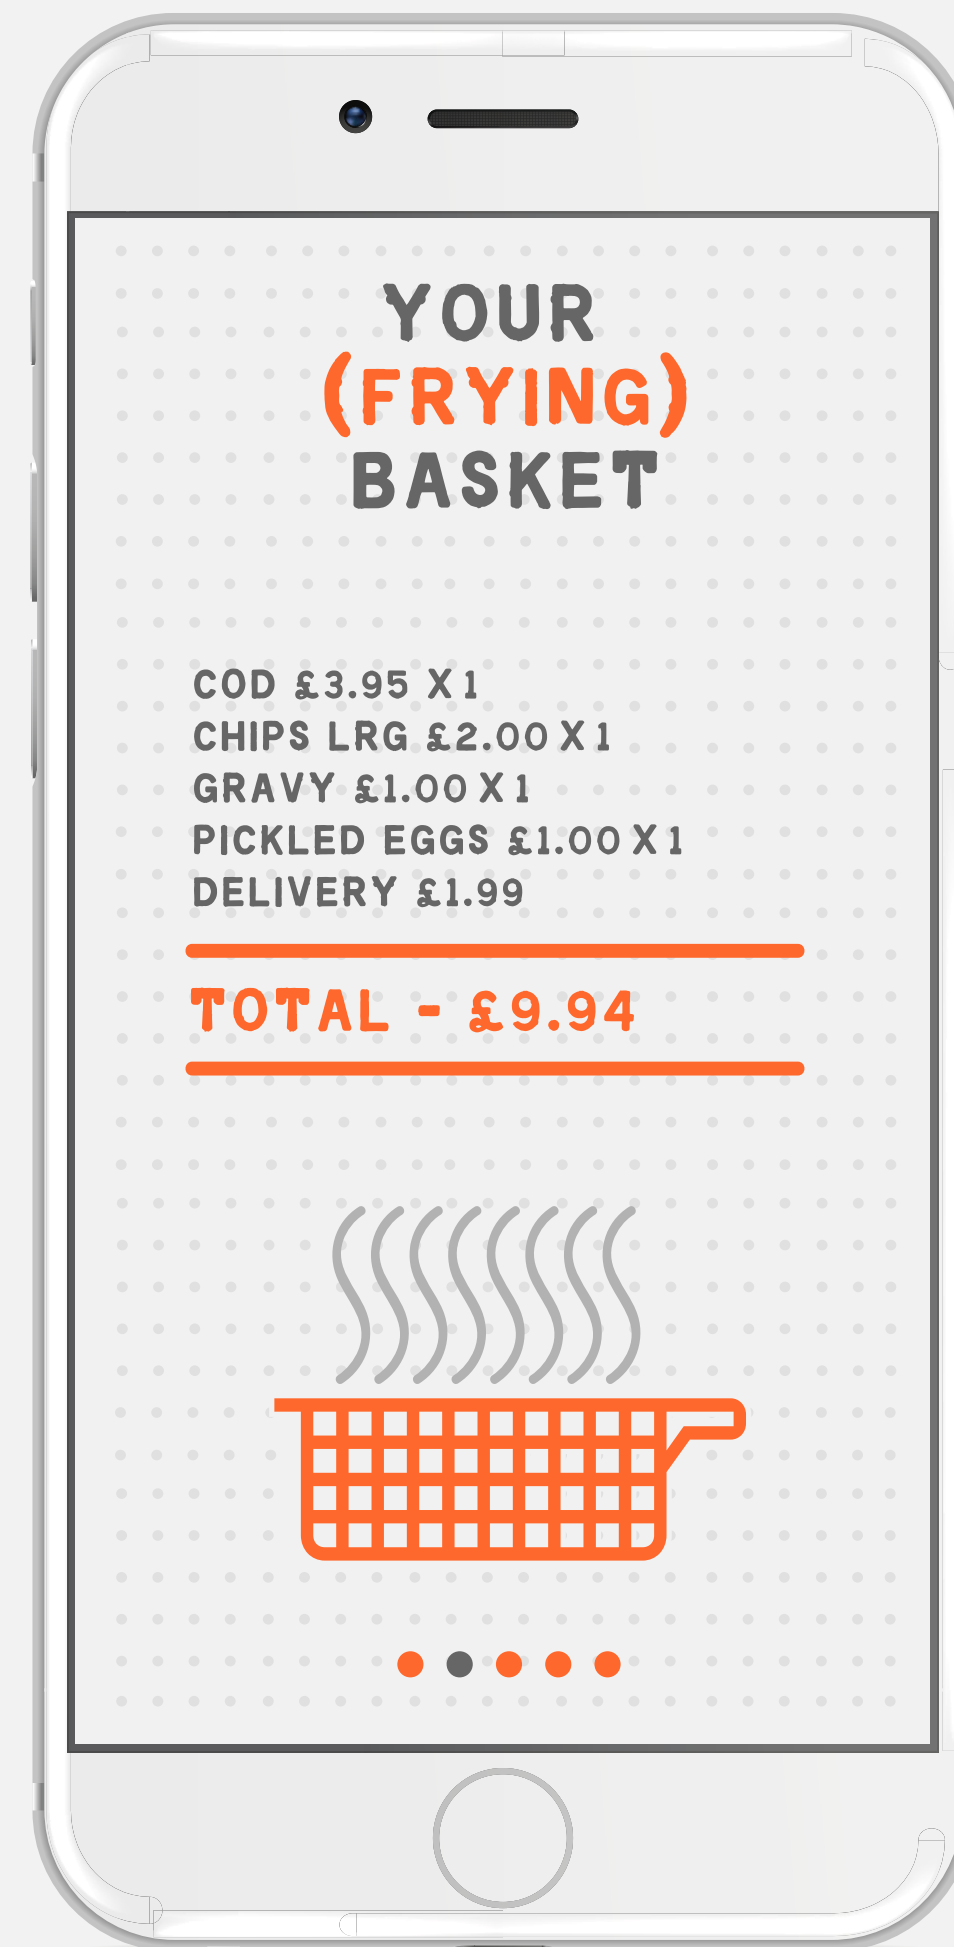 YOUR
(FRYING)
BASKET
COD £3.95 X 1
CHIPS LRG £2.00 X 1
GRAVY £1.00 X 1
PICKLED EGGS £1.00 X 1
DELIVERY £1.99
TOTAL - £9.94